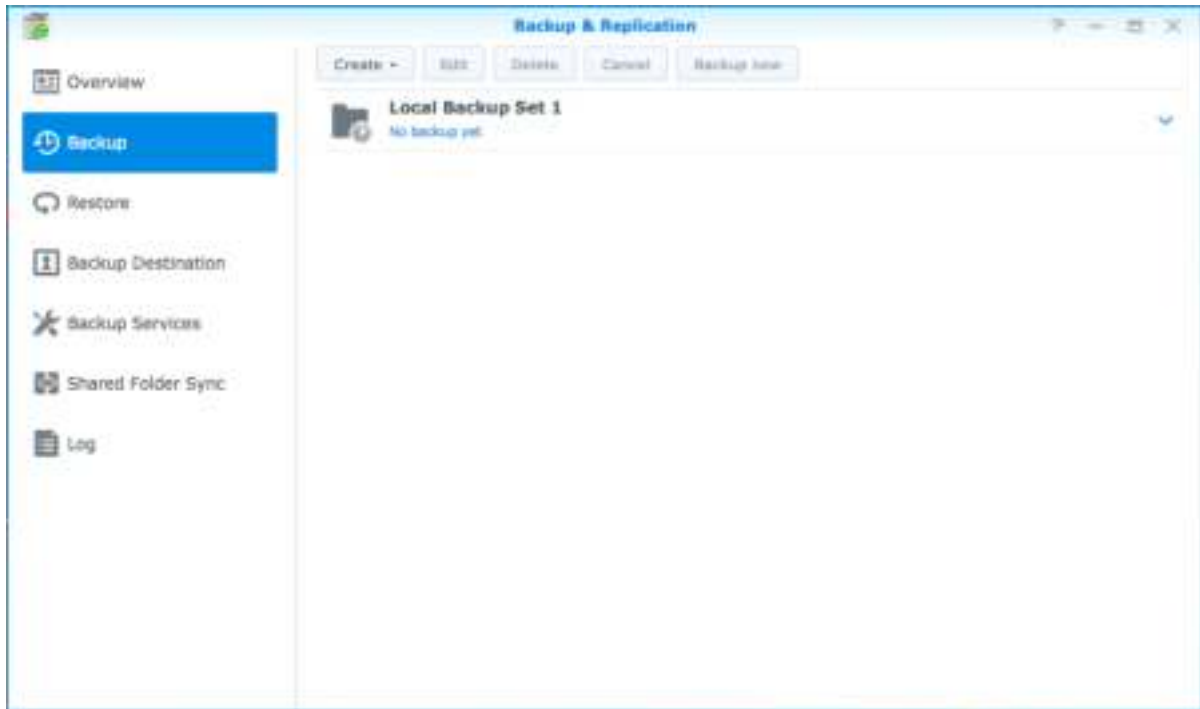 Backup & Replication
Create
Edit
Delete
Cancel
Backup now
Overview
Backup
Restore
Backup Destination
Backup Services
Shared Folder Sync
Log
Local Backup Set 1
No backup yet